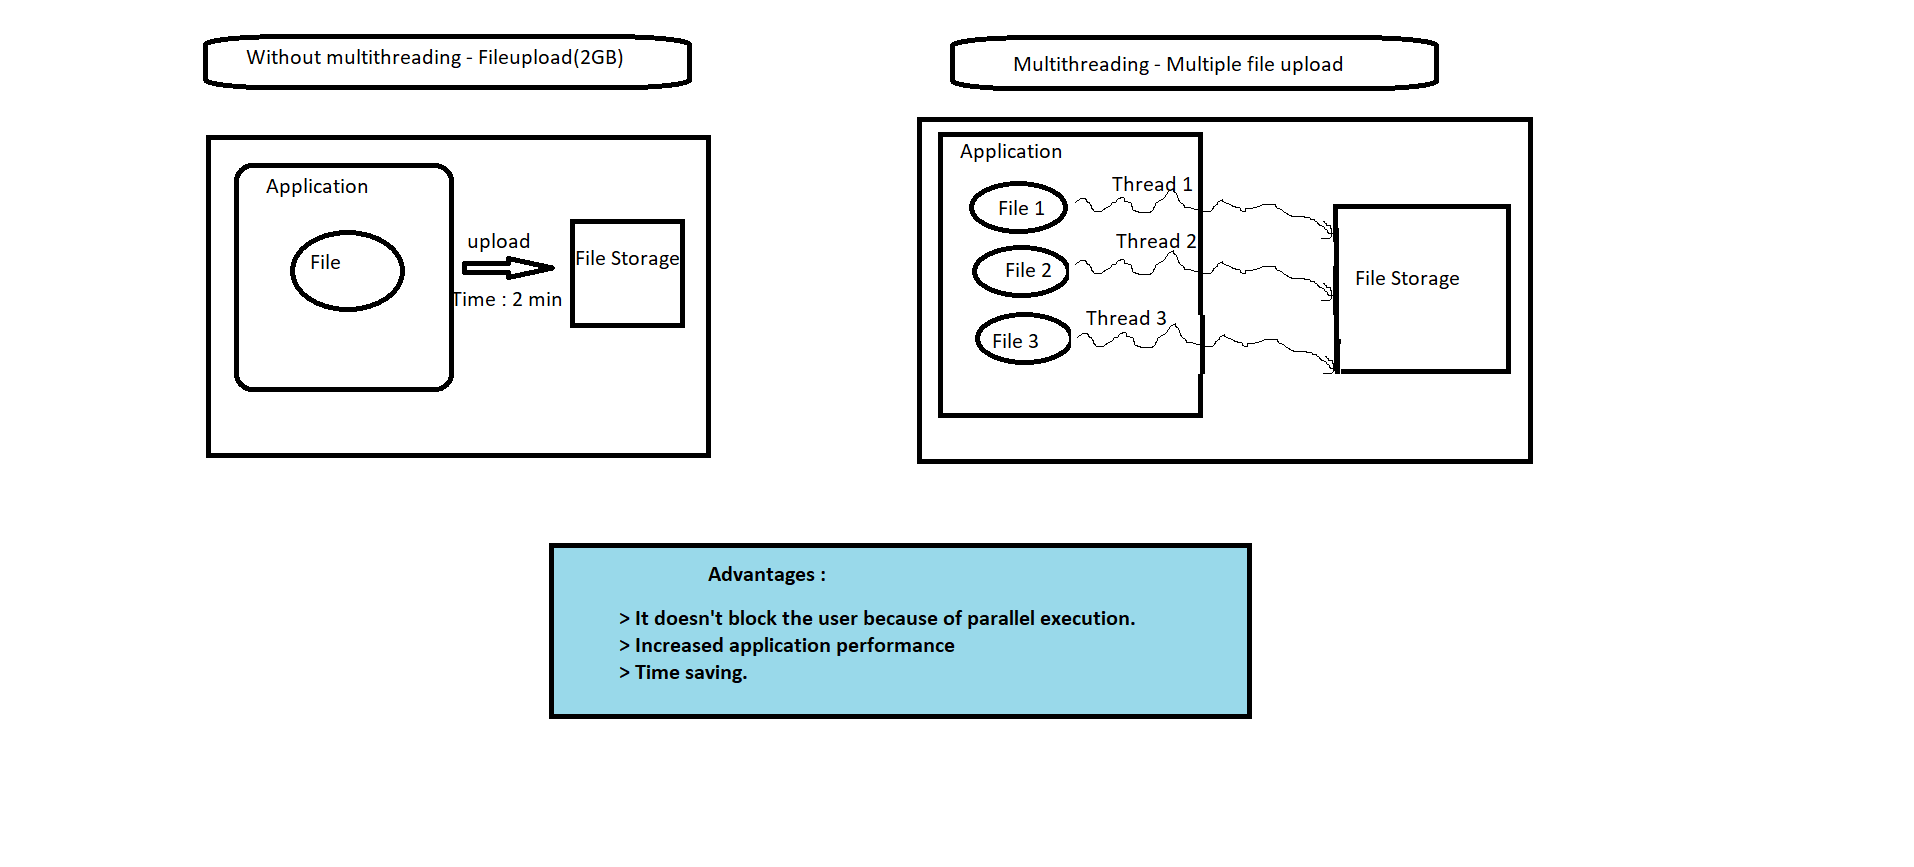 Without multithreading - Fileupload(2GB)
Application
File
upload
Time : 2 min
File Storage
Multithreading - Multiple file upload
Application
File 1
Thread 1
File 2
Thread 2
File 3
Thread 3
File Storage
Advantages :
> It doesn't block the user because of parallel execution.
> Increased application performance
> Time saving.